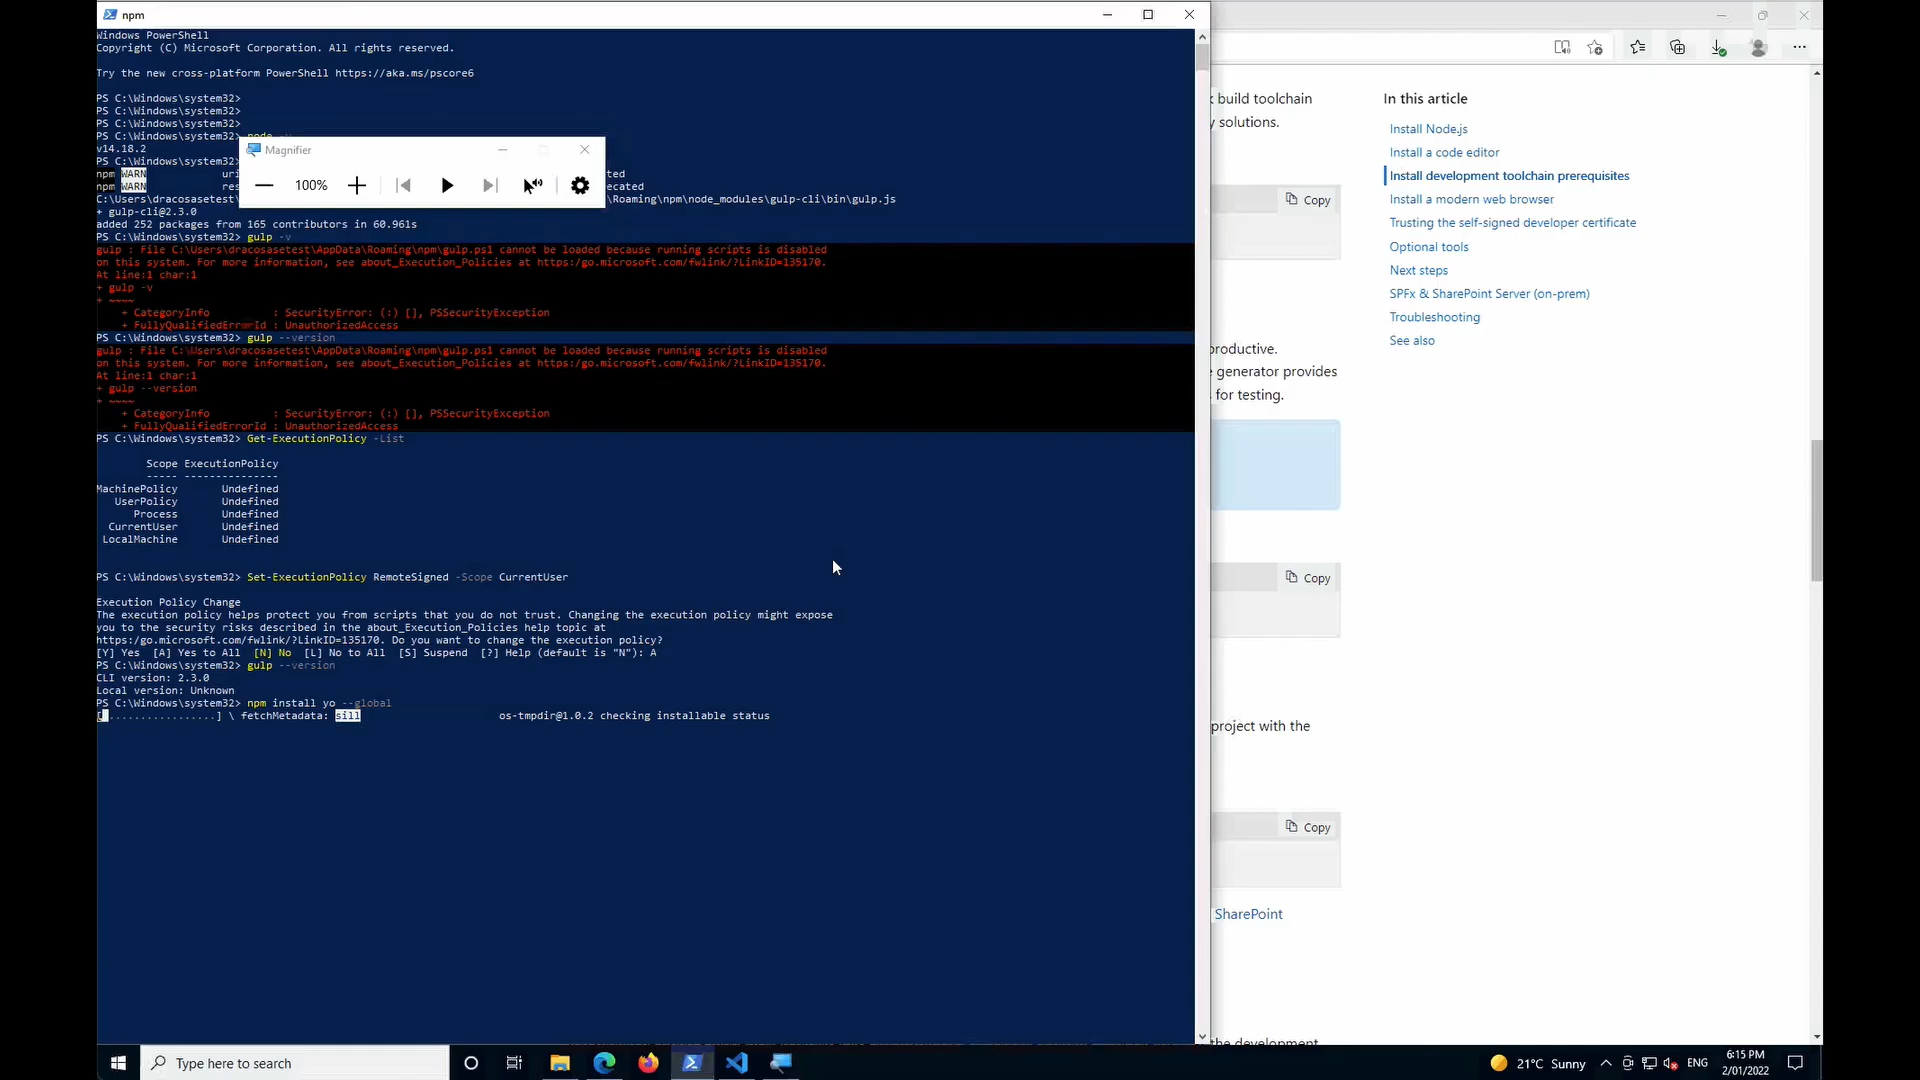 npm
Windows PowerShell
Copyright (C) Microsoft Corporation. All rights reserved.
Try the new cross-platform PowerShell https://aka.ms/pscore6
PS C:\Windows\system32>
PS C:\Windows\system32>
PS C:\Windows\system32>
PS C:\Windows\system32> node -v
v14.18.2
PS C:\Windows\system32>
npm WARN uri ted
npm WARN res ecated
C:\Users\dracosasetest\ \Roaming\npm\node_modules\gulp-cli\bin\gulp.js
+ gulp-cli@2.3.0
added 252 packages from 165 contributors in 60.961s
PS C:\Windows\system32> gulp -v
gulp : File C:\Users\dracosasetest\AppData\Roaming\npm\gulp.ps1 cannot be loaded because running scripts is disabled
on this system. For more information, see about_Execution_Policies at https:/go.microsoft.com/fwlink/?LinkID=135170.
At line:1 char:1
+ gulp -v
+ ~~~~
+ CategoryInfo : SecurityError: (:) [], PSSecurityException
+ FullyQualifiedErrorId : UnauthorizedAccess
PS C:\Windows\system32> gulp --version
gulp : File C:\Users\dracosasetest\AppData\Roaming\npm\gulp.ps1 cannot be loaded because running scripts is disabled
on this system. For more information, see about_Execution_Policies at https:/go.microsoft.com/fwlink/?LinkID=135170.
At line:1 char:1
+ gulp --version
+ ~~~~
+ CategoryInfo : SecurityError: (:) [], PSSecurityException
+ FullyQualifiedErrorId : UnauthorizedAccess
PS C:\Windows\system32> Get-ExecutionPolicy -List
Scope ExecutionPolicy
----- ---------------
MachinePolicy Undefined
UserPolicy Undefined
Process Undefined
CurrentUser Undefined
LocalMachine Undefined
PS C:\Windows\system32> Set-ExecutionPolicy RemoteSigned -Scope CurrentUser
Execution Policy Change
The execution policy helps protect you from scripts that you do not trust. Changing the execution policy might expose
you to the security risks described in the about_Execution_Policies help topic at
https:/go.microsoft.com/fwlink/?LinkID=135170. Do you want to change the execution policy?
[Y] Yes [A] Yes to All [N] No [L] No to All [S] Suspend [?] Help (default is "N"): A
PS C:\Windows\system32> gulp --version
CLI version: 2.3.0
Local version: Unknown
PS C:\Windows\system32> npm install yo --global
[ .................] \ fetchMetadata: sill os-tmpdir@1.0.2 checking installable status
Magnifier
100%
build toolchain
y solutions.
Copy
productive.
e generator provides
for testing.
Copy
project with the
Copy
SharePoint
the development
In this article
Install Node.js
Install a code editor
Install development toolchain prerequisites
Install a modern web browser
Trusting the self-signed developer certificate
Optional tools
Next steps
SPFx & SharePoint Server (on-prem)
Troubleshooting
See also
Type here to search
21°C Sunny
ENG
6:15 PM
2/01/2022